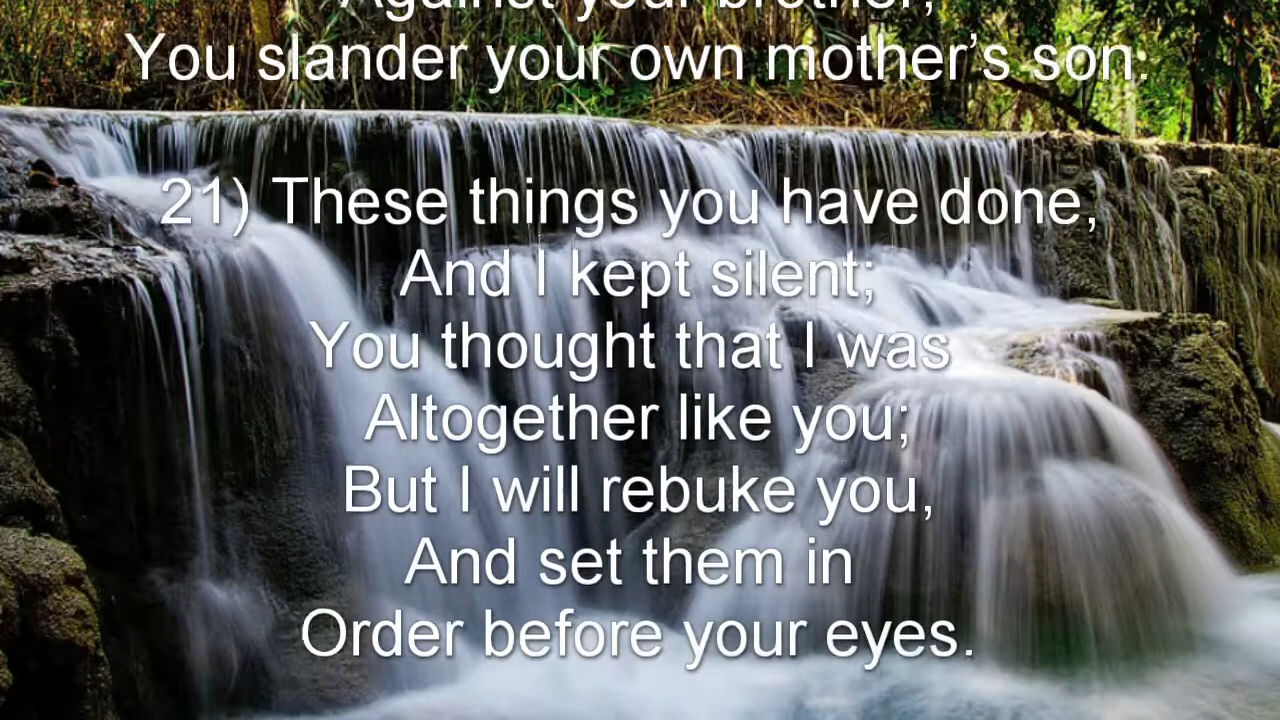 Against your brother;
You slander your own mother’s son.
21) These things you have done,
And I kept silent;
You thought that I was
Altogether like you;
But I will rebuke you,
And set them in
Order before your eyes.